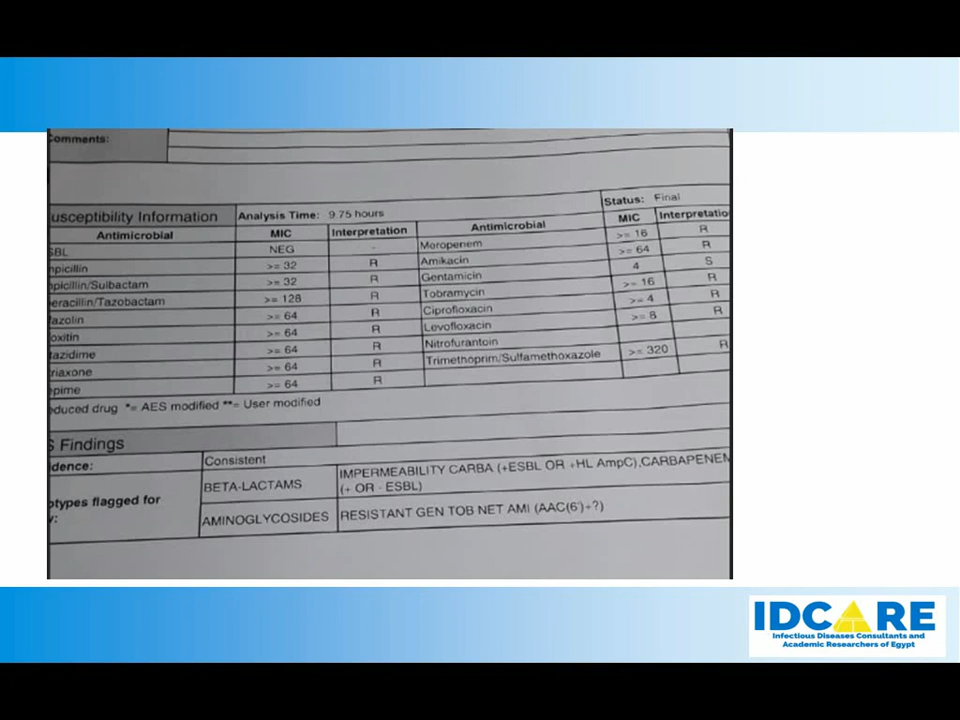 omments:
usceptibility Information Analysis Time: 9.75 hours Status: Final
Antimicrobial MIC Interpretation Antimicrobial MIC Interpretatio
SBL NEG - Meropenem >= 16 R
npicillin >= 32 R Amikacin >= 64 R
npicillin/Sulbactam >= 32 R Gentamicin 4 S
eracillin/Tazobactam >= 128 R Tobramycin >= 16 R
azolin >= 64 R Ciprofloxacin >= 4 R
oxitin >= 64 R Levofloxacin >= 8 R
tazidime >= 64 R Nitrofurantoin
riaxone >= 64 R Trimethoprim/Sulfamethoxazole >= 320 R
epime >= 64 R
educed drug *= AES modified **= User modified
S Findings
dence: Consistent
otypes flagged for
BETA-LACTAMS IMPERMEABILITY CARBA (+ESBL OR +HL AmpC),CARBAPENEM
(+ OR - ESBL)
AMINOGLYCOSIDES RESISTANT GEN TOB NET AMI (AAC(6')+?)
IDCARE
Infectious Diseases Consultants and
Academic Researchers of Egypt